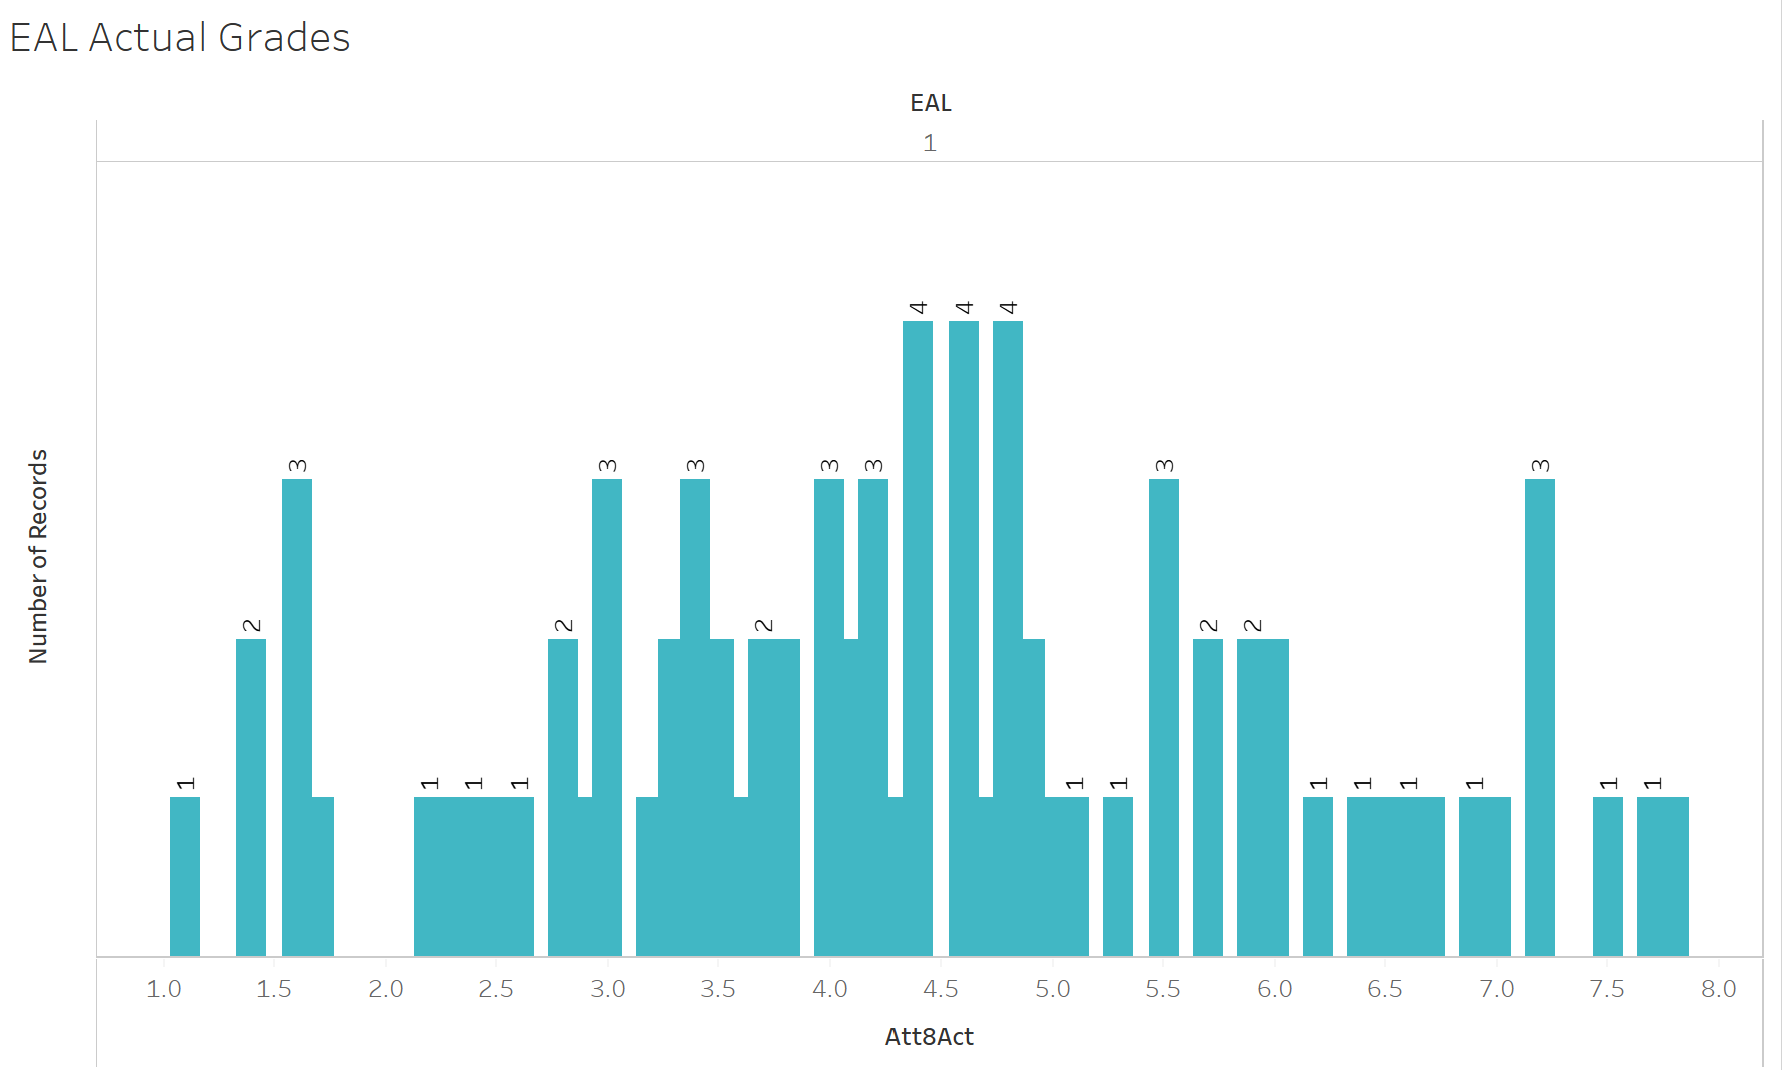 EAL Actual Grades
EAL
1
4 4 4
3 3 3 3 3 3 3
2 2 2 2 2
1 1 1 1 1 1 1 1 1 1 1 1
Number of Records
1.0 1.5 2.0 2.5 3.0 3.5 4.0 4.5 5.0 5.5 6.0 6.5 7.0 7.5 8.0
Att8Act